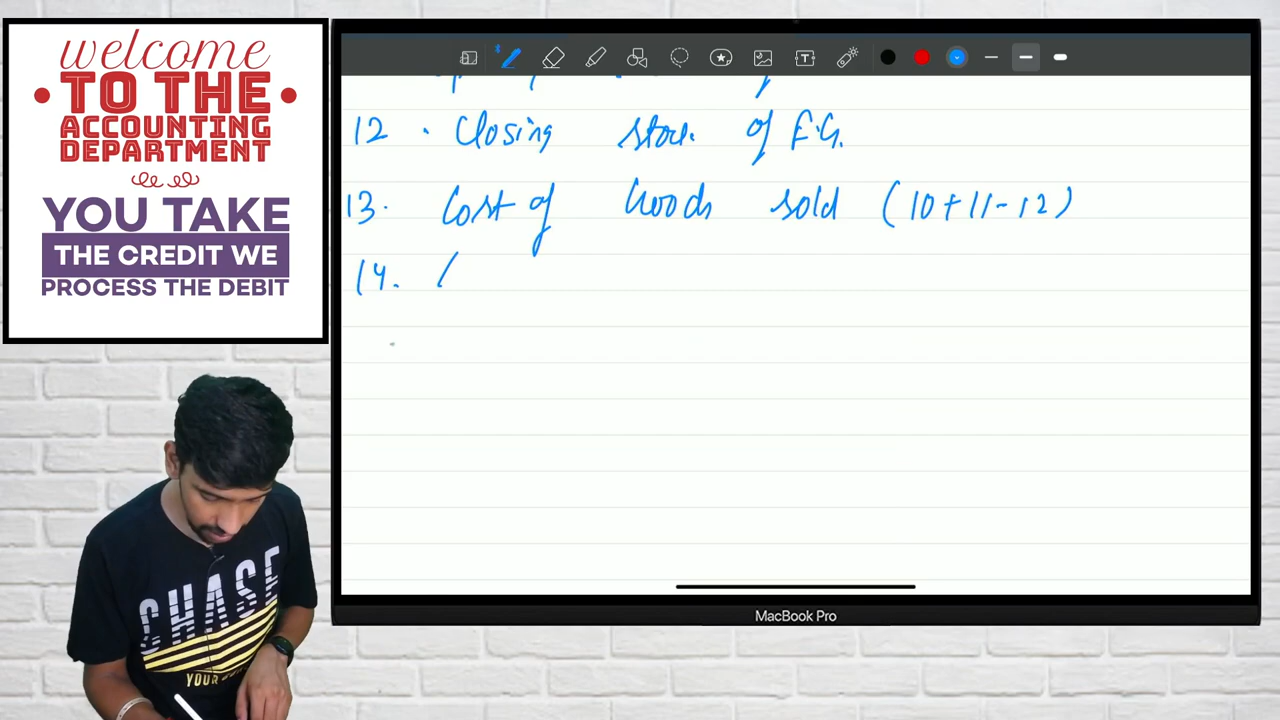 welcome
TO THE
ACCOUNTING
DEPARTMENT
YOU TAKE
THE CREDIT WE
PROCESS THE DEBIT
12 . Closing stock of F.G.
13. Cost of Goods sold (10+11-12)
14.
MacBook Pro
CHASE
YOUR